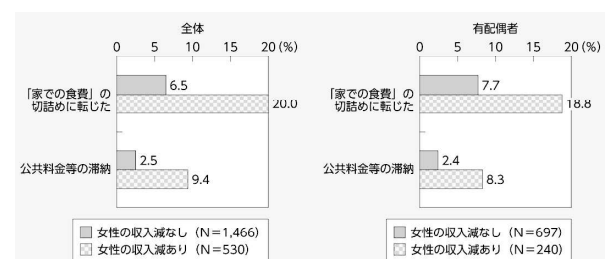 全体
0 5 10 15 20 (%)
「家での食費」の
切詰めに転じた
6.5
20.0
公共料金等の滞納
2.5
9.4
女性の収入減なし（N＝1,466）
女性の収入減あり（N＝530）
有配偶者
0 5 10 15 20 (%)
「家での食費」の
切詰めに転じた
7.7
18.8
公共料金等の滞納
2.4
8.3
女性の収入減なし（N＝697）
女性の収入減あり（N＝240）